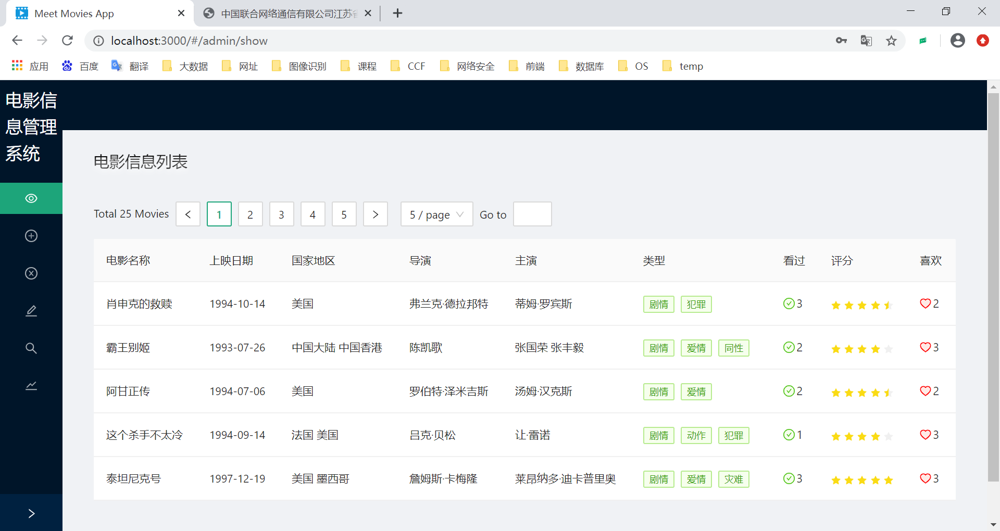 Meet Movies App
中国联合网络通信有限公司江苏省
localhost:3000/#/admin/show
应用 百度 翻译 大数据 网址 图像识别 课程 CCF 网络安全 前端 数据库 OS temp
电影信
息管理
系统
电影信息列表
Total 25 Movies < 1 2 3 4 5 > 5 / page Go to
电影名称 上映日期 国家地区 导演 主演 类型 看过 评分 喜欢
肖申克的救赎 1994-10-14 美国 弗兰克·德拉邦特 蒂姆·罗宾斯 剧情 犯罪 3 2
霸王别姬 1993-07-26 中国大陆 中国香港 陈凯歌 张国荣 张丰毅 剧情 爱情 同性 2 3
阿甘正传 1994-07-06 美国 罗伯特·泽米吉斯 汤姆·汉克斯 剧情 爱情 2 2
这个杀手不太冷 1994-09-14 法国 美国 吕克·贝松 让·雷诺 剧情 动作 犯罪 1 3
泰坦尼克号 1997-12-19 美国 墨西哥 詹姆斯·卡梅隆 莱昂纳多·迪卡普里奥 剧情 爱情 灾难 3 3